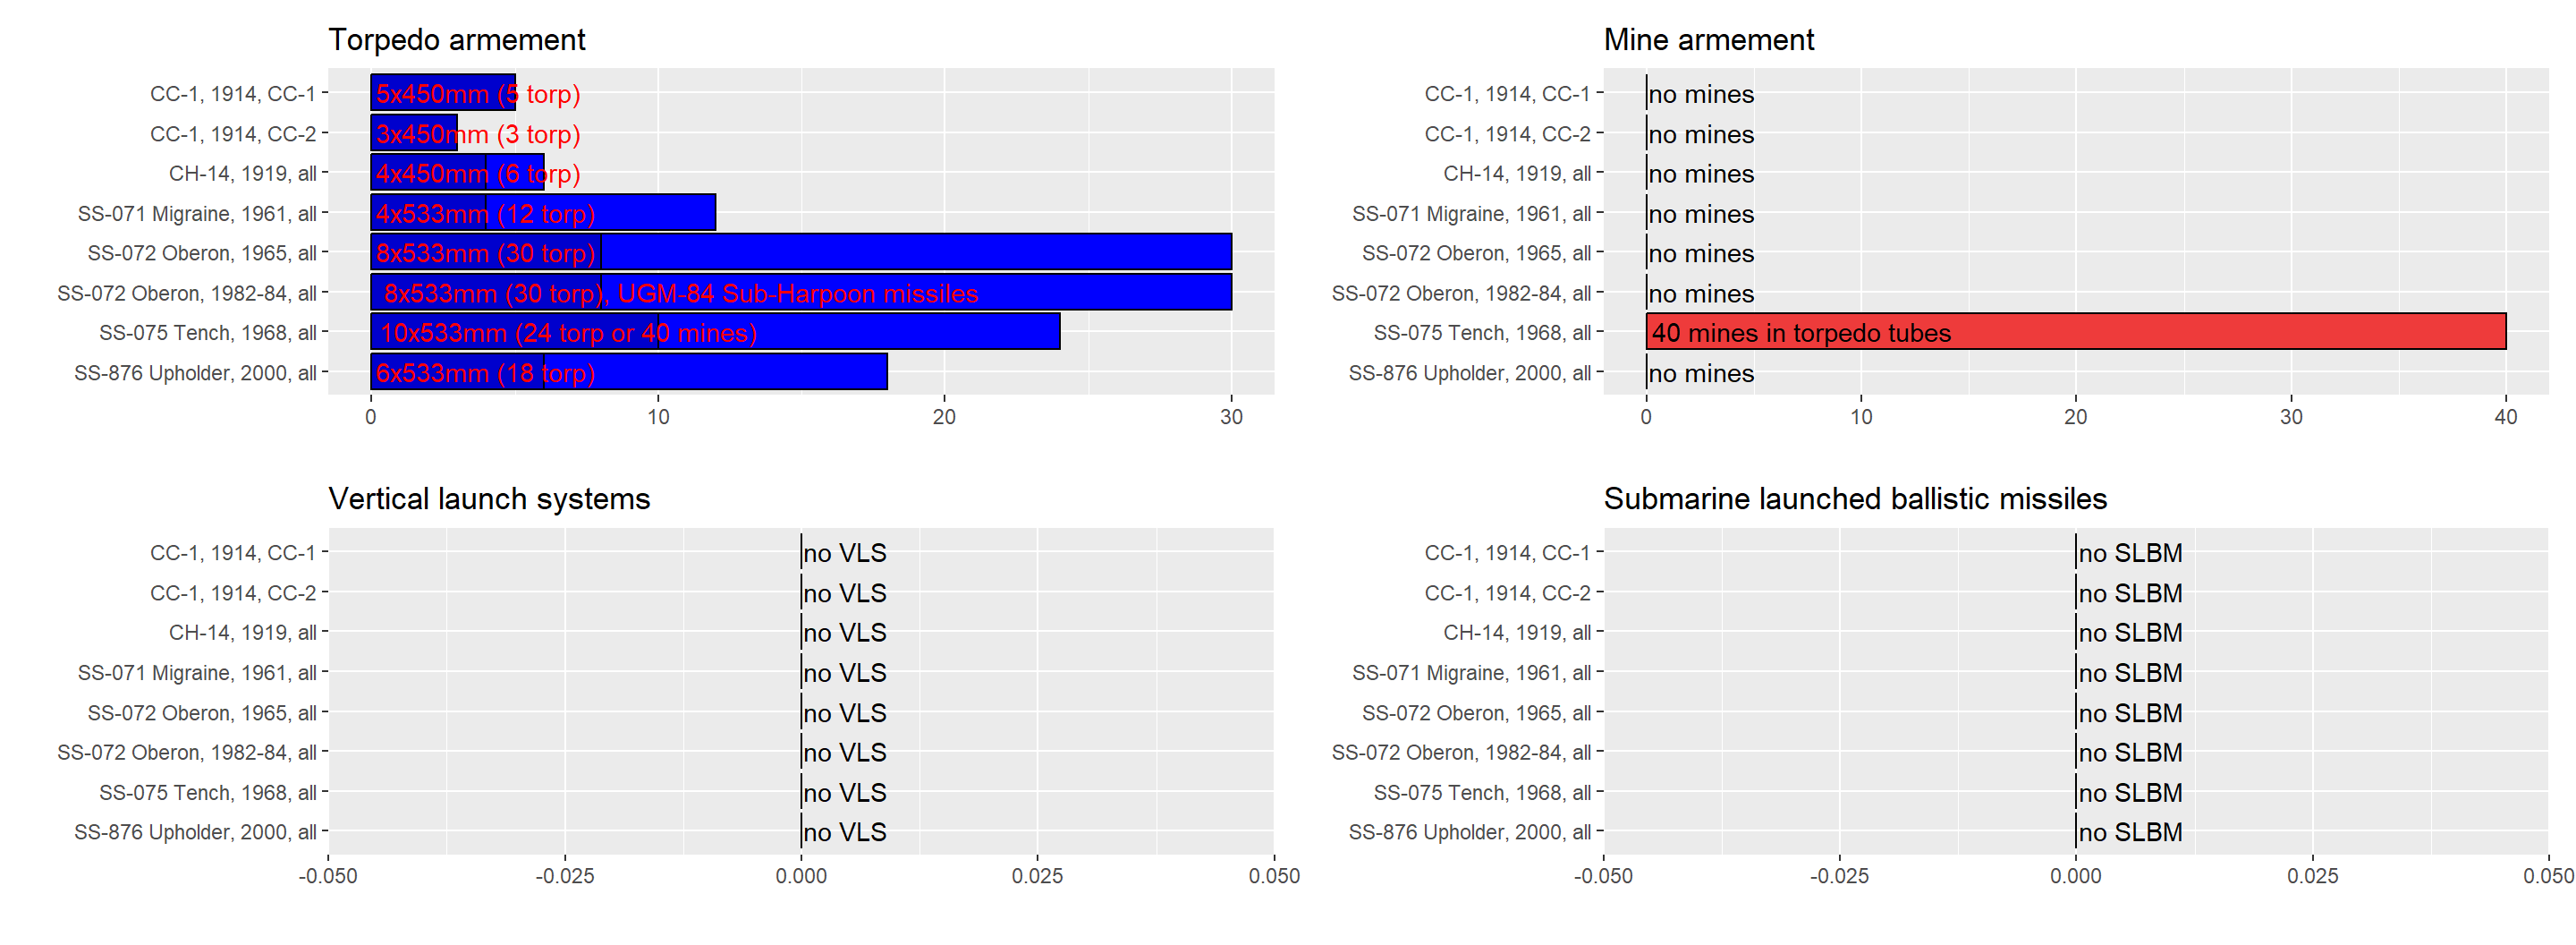 Torpedo armement
CC-1, 1914, CC-1
5x450mm (5 torp)
CC-1, 1914, CC-2
3x450mm (3 torp)
CH-14, 1919, all
4x450mm (6 torp)
SS-071 Migraine, 1961, all
4x533mm (12 torp)
SS-072 Oberon, 1965, all
8x533mm (30 torp)
SS-072 Oberon, 1982-84, all
8x533mm (30 torp), UGM-84 Sub-Harpoon missiles
SS-075 Tench, 1968, all
10x533mm (24 torp or 40 mines)
SS-876 Upholder, 2000, all
6x533mm (18 torp)
0 10 20 30
Mine armement
CC-1, 1914, CC-1
no mines
CC-1, 1914, CC-2
no mines
CH-14, 1919, all
no mines
SS-071 Migraine, 1961, all
no mines
SS-072 Oberon, 1965, all
no mines
SS-072 Oberon, 1982-84, all
no mines
SS-075 Tench, 1968, all
40 mines in torpedo tubes
SS-876 Upholder, 2000, all
no mines
0 10 20 30 40
Vertical launch systems
CC-1, 1914, CC-1
no VLS
CC-1, 1914, CC-2
no VLS
CH-14, 1919, all
no VLS
SS-071 Migraine, 1961, all
no VLS
SS-072 Oberon, 1965, all
no VLS
SS-072 Oberon, 1982-84, all
no VLS
SS-075 Tench, 1968, all
no VLS
SS-876 Upholder, 2000, all
no VLS
-0.050 -0.025 0.000 0.025 0.050
Submarine launched ballistic missiles
CC-1, 1914, CC-1
no SLBM
CC-1, 1914, CC-2
no SLBM
CH-14, 1919, all
no SLBM
SS-071 Migraine, 1961, all
no SLBM
SS-072 Oberon, 1965, all
no SLBM
SS-072 Oberon, 1982-84, all
no SLBM
SS-075 Tench, 1968, all
no SLBM
SS-876 Upholder, 2000, all
no SLBM
-0.050 -0.025 0.000 0.025 0.050